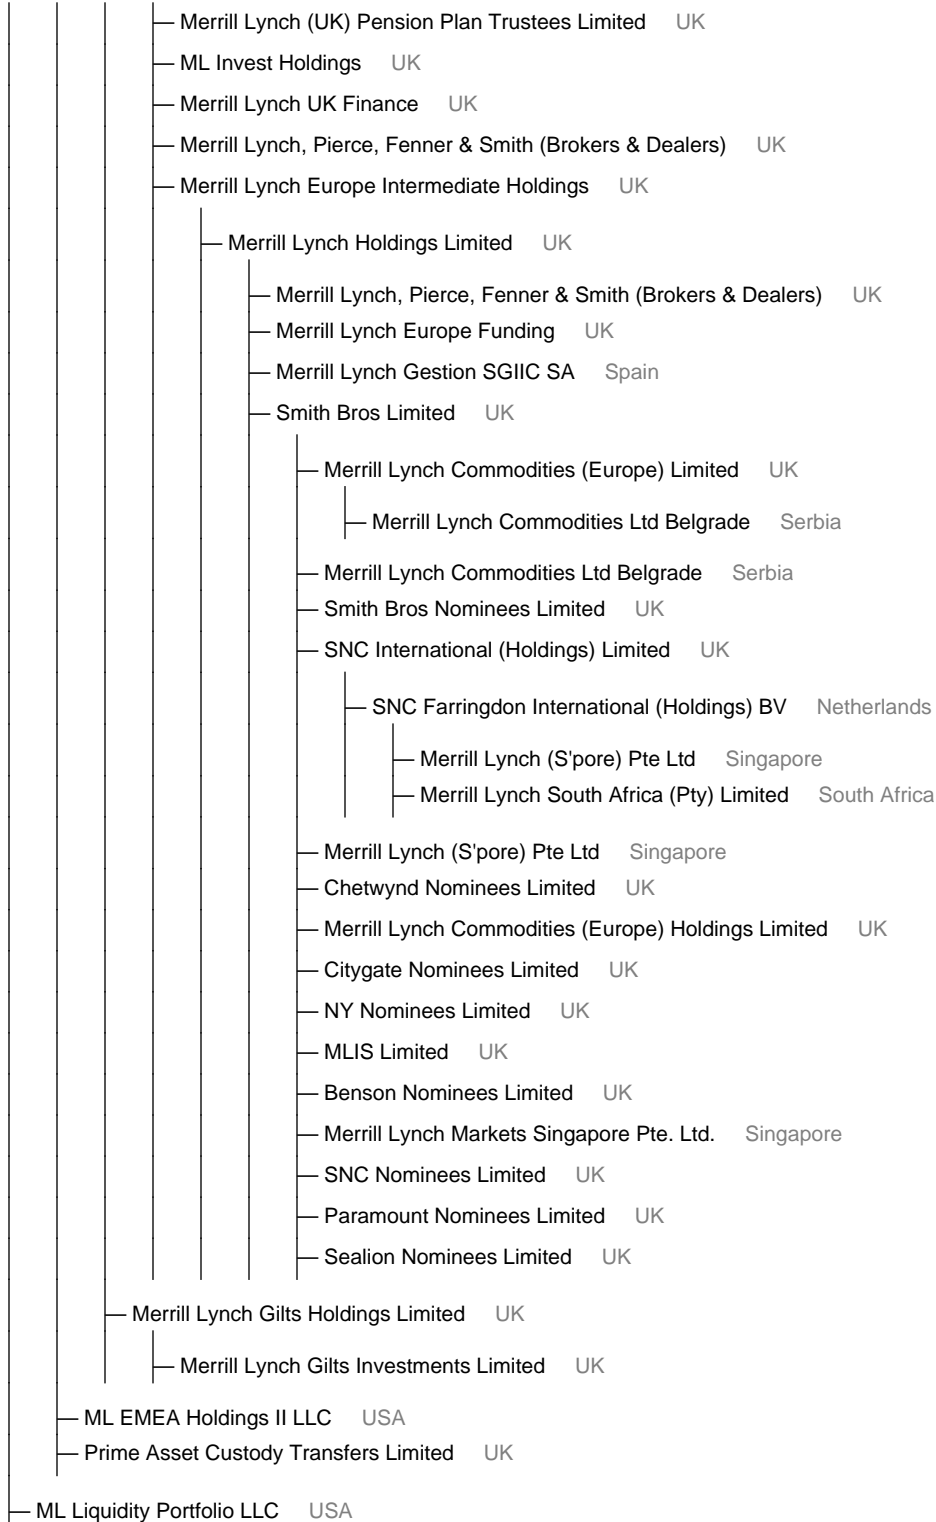 Merrill Lynch (UK) Pension Plan Trustees Limited UK
ML Invest Holdings UK
Merrill Lynch UK Finance UK
Merrill Lynch, Pierce, Fenner & Smith (Brokers & Dealers) UK
Merrill Lynch Europe Intermediate Holdings UK
Merrill Lynch Holdings Limited UK
Merrill Lynch, Pierce, Fenner & Smith (Brokers & Dealers) UK
Merrill Lynch Europe Funding UK
Merrill Lynch Gestion SGIIC SA Spain
Smith Bros Limited UK
Merrill Lynch Commodities (Europe) Limited UK
Merrill Lynch Commodities Ltd Belgrade Serbia
Merrill Lynch Commodities Ltd Belgrade Serbia
Smith Bros Nominees Limited UK
SNC International (Holdings) Limited UK
SNC Farringdon International (Holdings) BV Netherlands
Merrill Lynch (S'pore) Pte Ltd Singapore
Merrill Lynch South Africa (Pty) Limited South Africa
Merrill Lynch (S'pore) Pte Ltd Singapore
Chetwynd Nominees Limited UK
Merrill Lynch Commodities (Europe) Holdings Limited UK
Citygate Nominees Limited UK
NY Nominees Limited UK
MLIS Limited UK
Benson Nominees Limited UK
Merrill Lynch Markets Singapore Pte. Ltd. Singapore
SNC Nominees Limited UK
Paramount Nominees Limited UK
Sealion Nominees Limited UK
Merrill Lynch Gilts Holdings Limited UK
Merrill Lynch Gilts Investments Limited UK
ML EMEA Holdings II LLC USA
Prime Asset Custody Transfers Limited UK
ML Liquidity Portfolio LLC USA